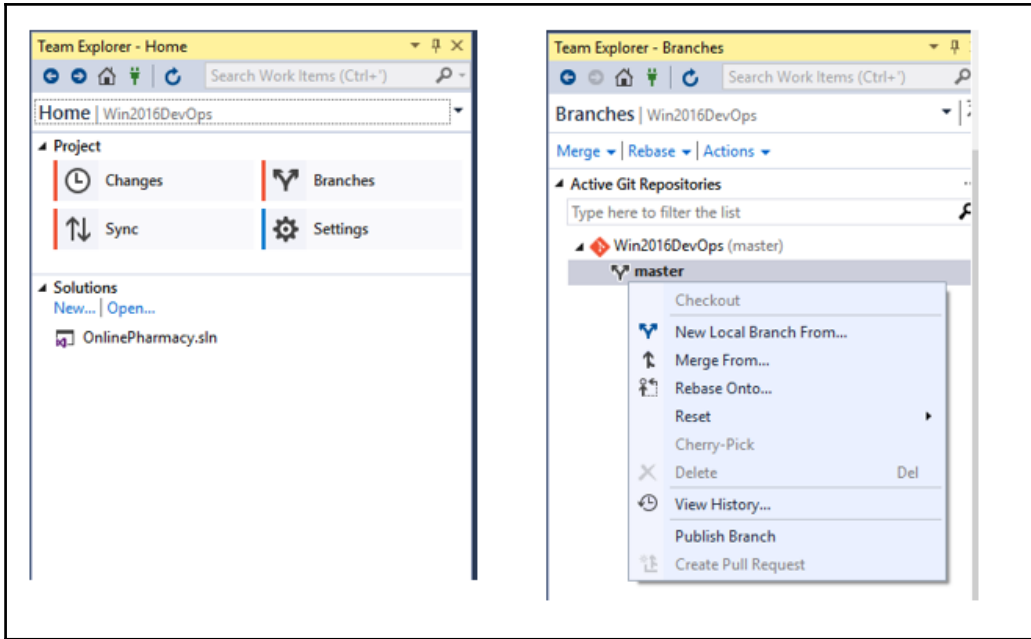 Team Explorer - Home
Search Work Items (Ctrl+')
Home | Win2016DevOps
Project
Changes
Branches
Sync
Settings
Solutions
New... | Open...
OnlinePharmacy.sln
Team Explorer - Branches
Search Work Items (Ctrl+')
Branches | Win2016DevOps
Merge | Rebase | Actions
Active Git Repositories
Type here to filter the list
Win2016DevOps (master)
master
Checkout
New Local Branch From...
Merge From...
Rebase Onto...
Reset
Cherry-Pick
Delete Del
View History...
Publish Branch
Create Pull Request